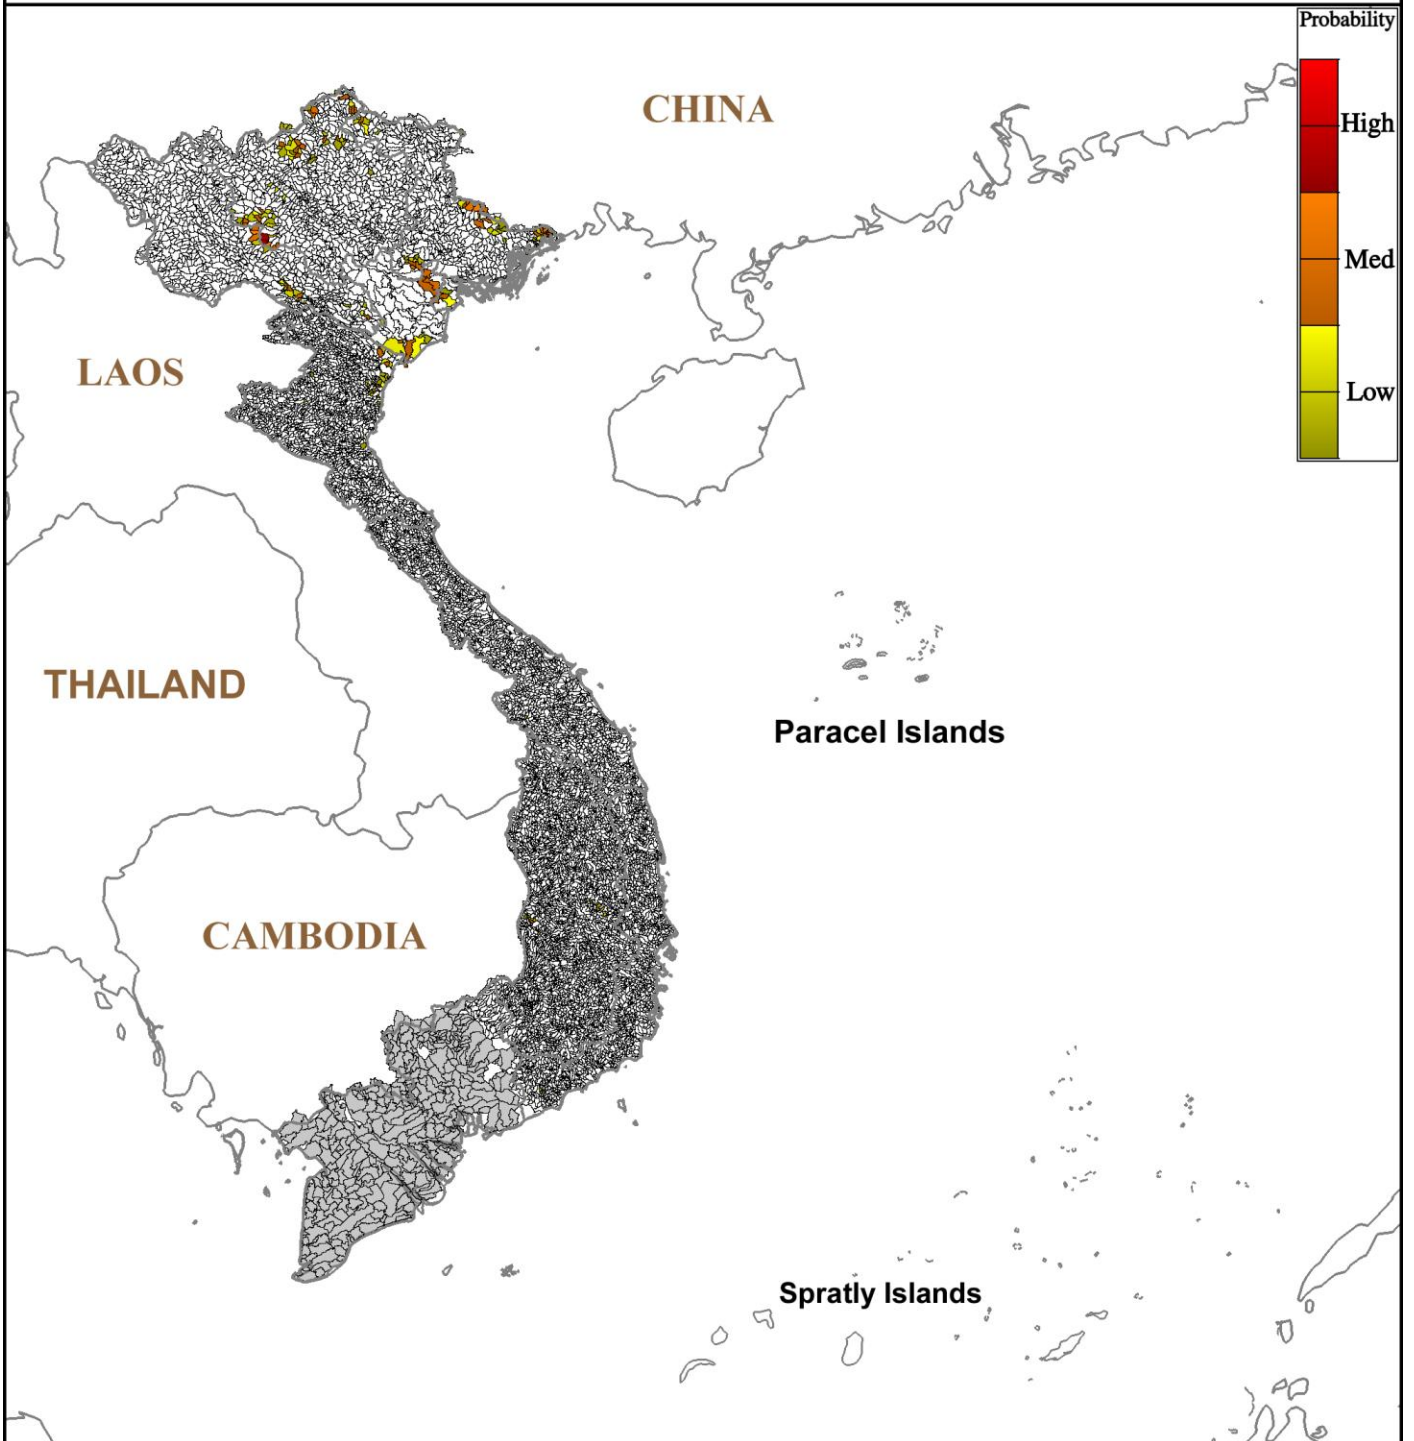 Probability
CHINA
High
Med
LAOS
Low
THAILAND
Paracel Islands
CAMBODIA
Spratly Islands